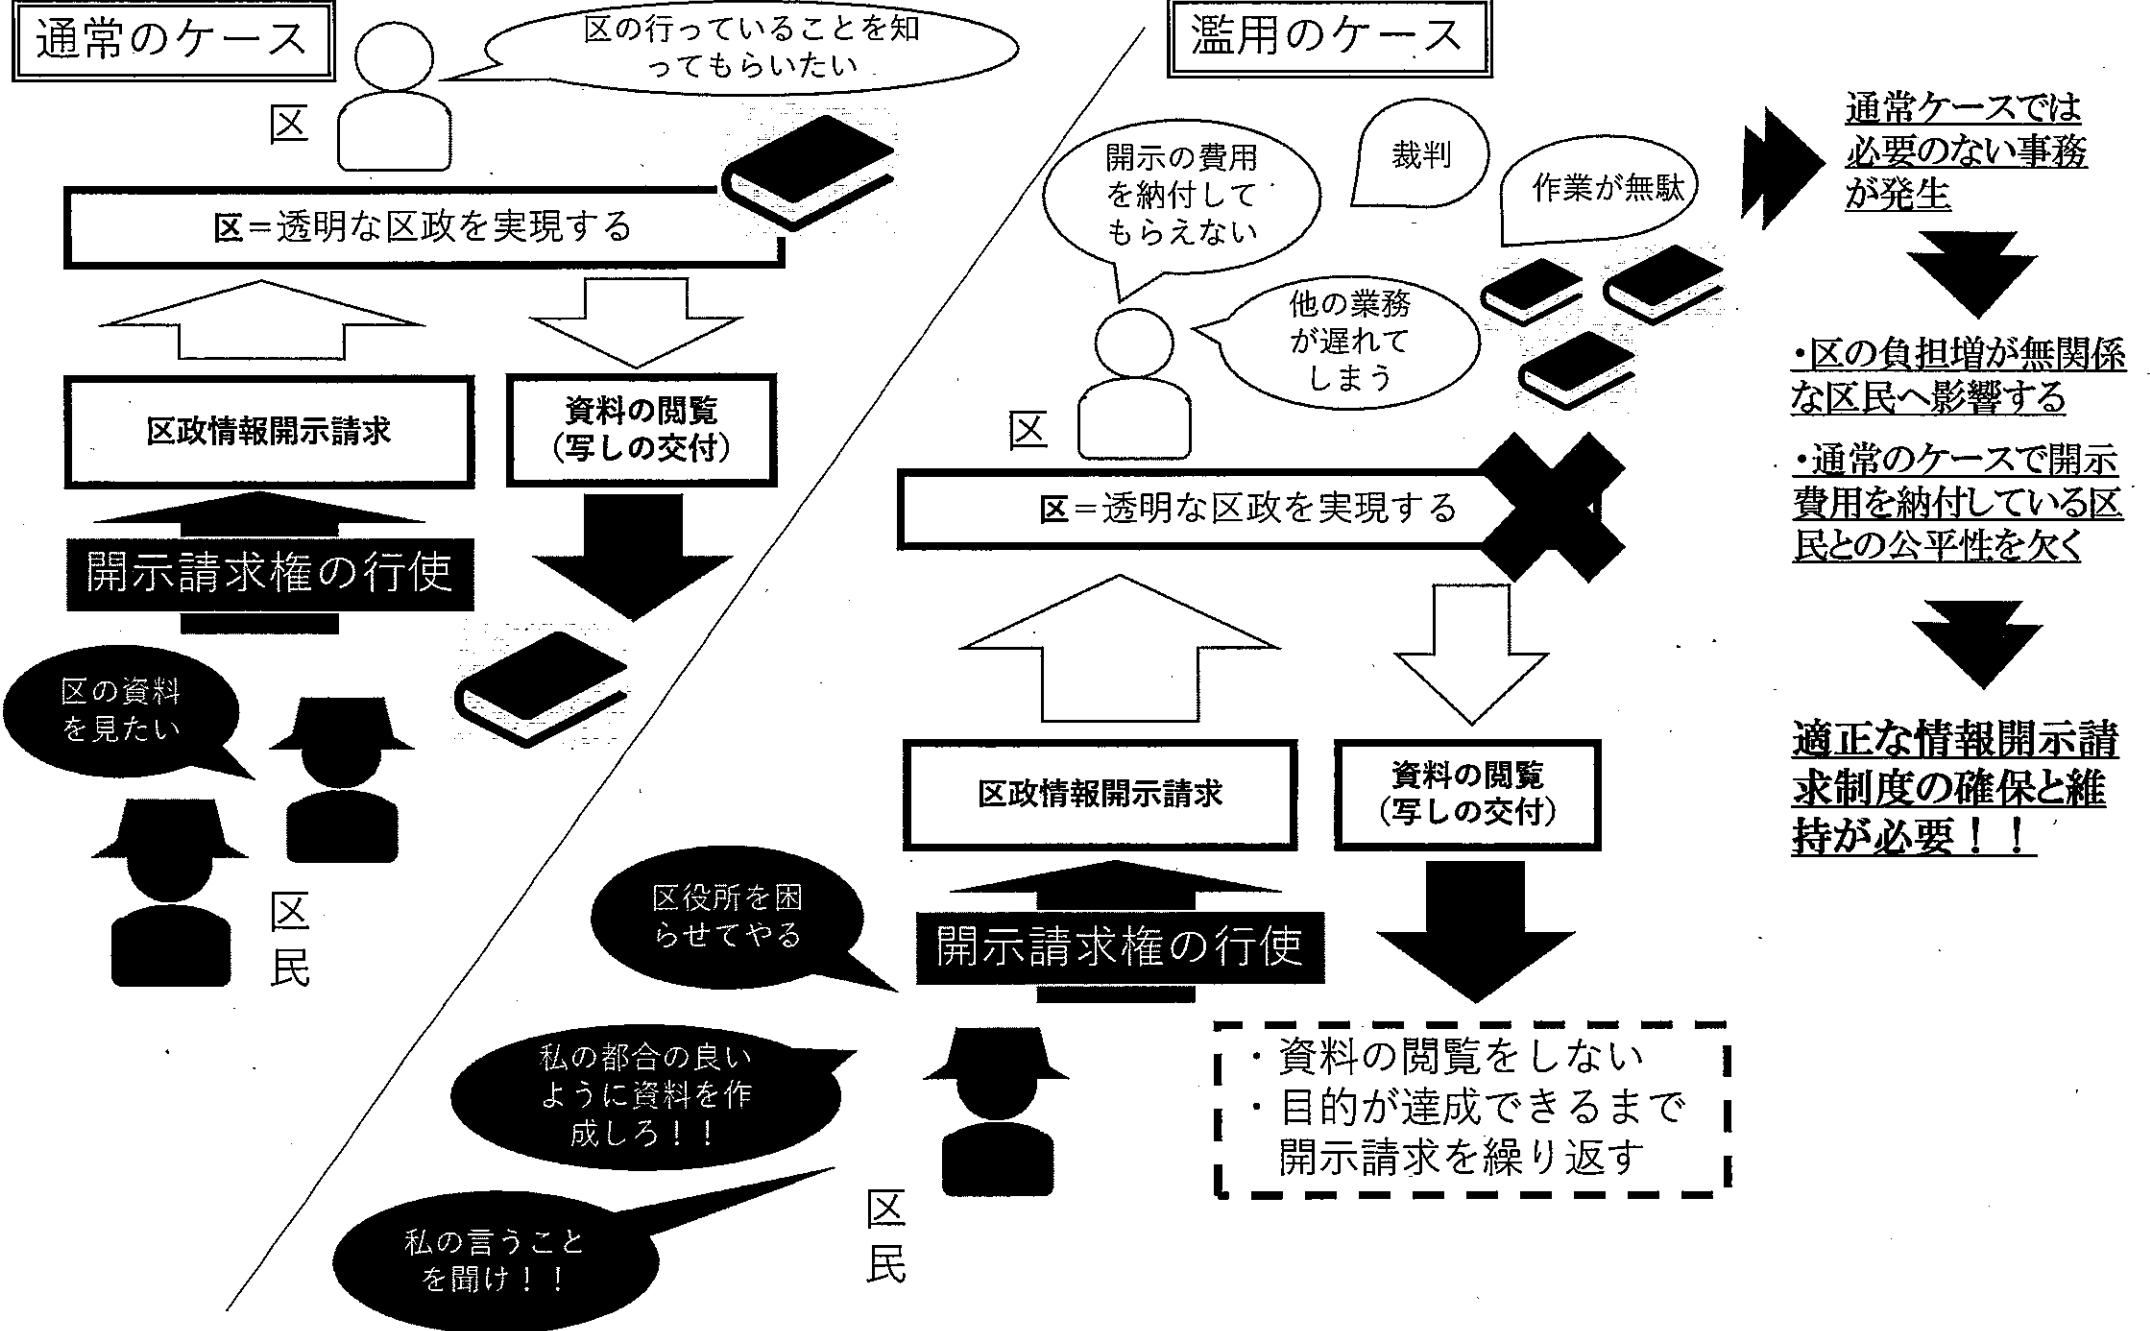 通常のケース
区の行っていることを知
ってもらいたい
区
区＝透明な区政を実現する
区政情報開示請求
資料の閲覧
（写しの交付）
開示請求権の行使
区の資料
を見たい
区
民
濫用のケース
開示の費用
を納付して
もらえない
裁判
作業が無駄
他の業務
が遅れて
しまう
区
区＝透明な区政を実現する
区政情報開示請求
資料の閲覧
（写しの交付）
開示請求権の行使
区役所を困
らせてやる
私の都合の良い
ように資料を作
成しろ！！
私の言うこと
を聞け！！
区
民
・資料の閲覧をしない
・目的が達成できるまで
開示請求を繰り返す
通常ケースでは
必要のない事務
が発生
・区の負担増が無関係
な区民へ影響する
・通常のケースで開示
費用を納付している区
民との公平性を欠く
適正な情報開示請
求制度の確保と維
持が必要！！